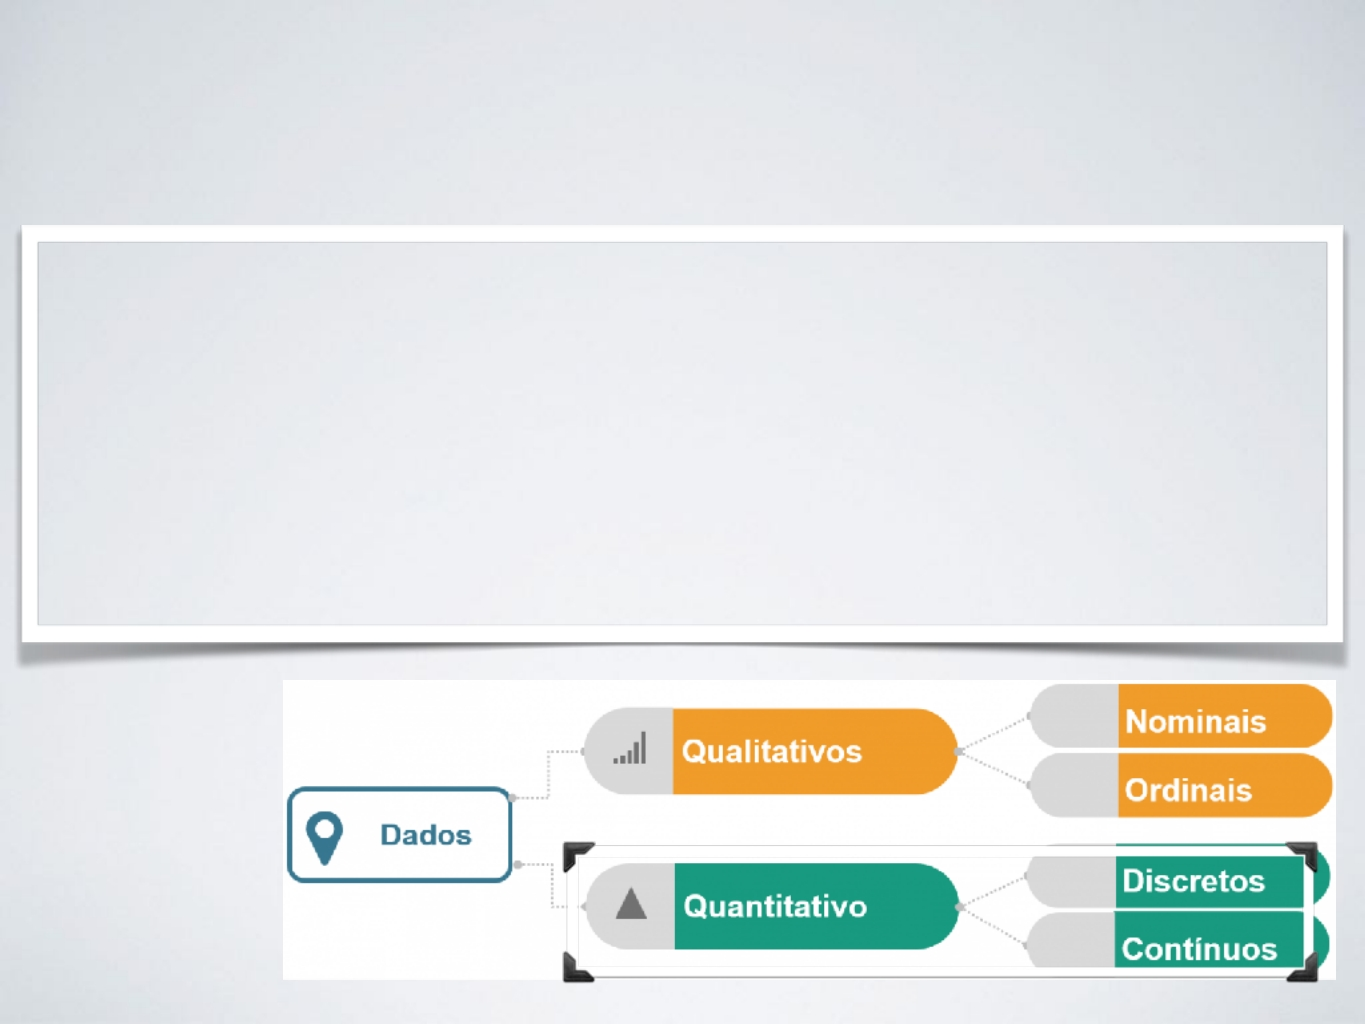 Dados
Qualitativos
Nominais
Ordinais
Quantitativo
Discretos
Contínuos